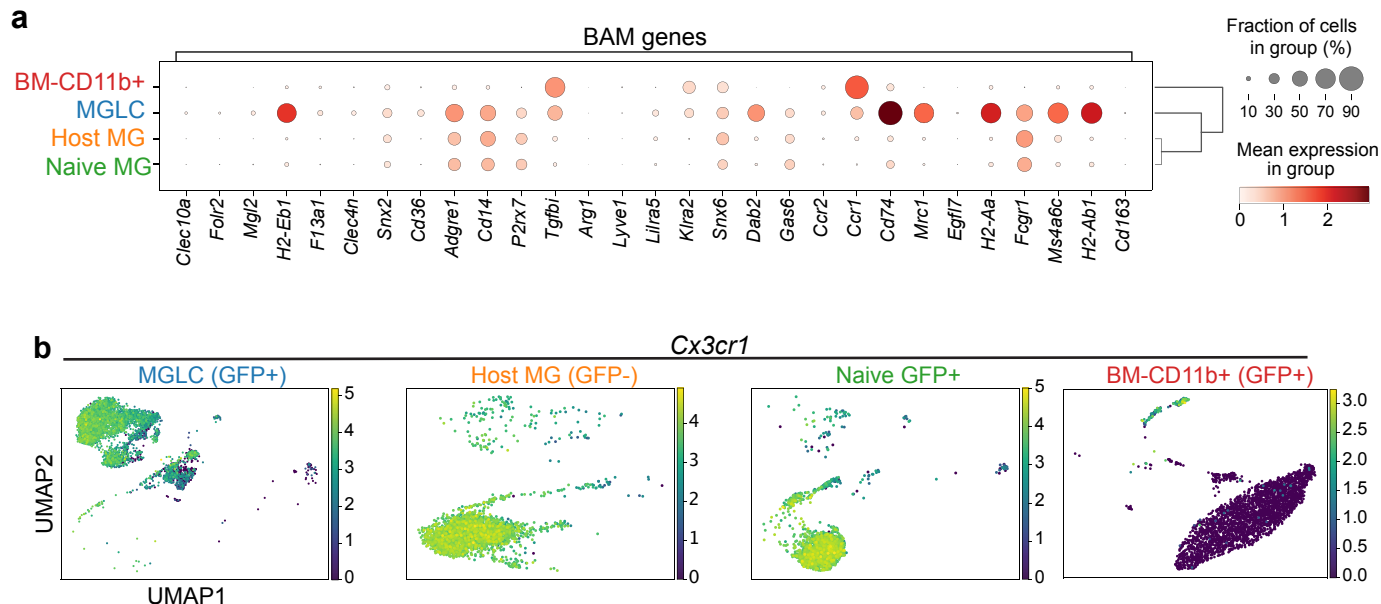 a
BAM genes
BM-CD11b+
MGLC
Host MG
Naive MG
Clec10a
Folr2
Mgl2
H2-Eb1
F13a1
Clec4n
Snx2
Cd36
Adgre1
Cd14
P2rx7
Tgfbi
Arg1
Lyve1
Lilra5
Klra2
Snx6
Dab2
Gas6
Ccr2
Ccr1
Cd74
Mrc1
Egfl7
H2-Aa
Fcgr1
Ms4a6c
H2-Ab1
Cd163
Fraction of cells
in group (%)
10 30 50 70 90
Mean expression
in group
0 1 2
b
Cx3cr1
MGLC (GFP+)
5
4
3
2
1
0
Host MG (GFP-)
4
3
2
1
0
Naive GFP+
5
4
3
2
1
0
BM-CD11b+ (GFP+)
3.0
2.5
2.0
1.5
1.0
0.5
0.0
UMAP2
UMAP1